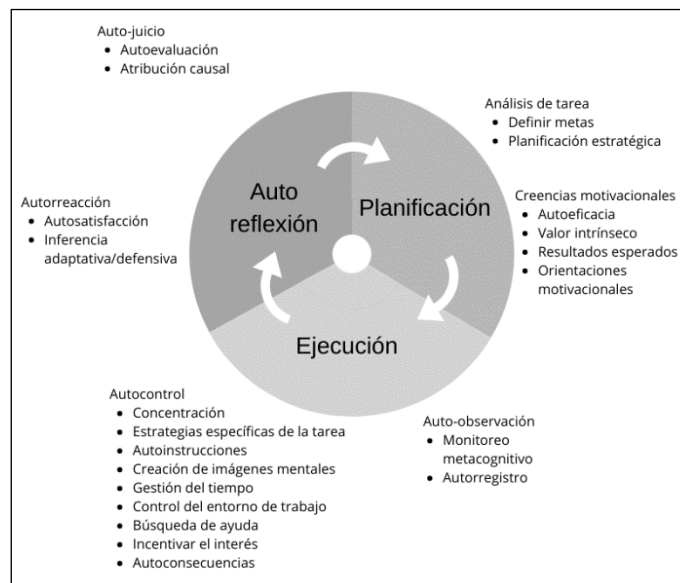 Auto-juicio
• Autoevaluación
• Atribución causal
Análisis de tarea
• Definir metas
• Planificación estratégica
Auto
reflexión
Planificación
Autorreacción
• Autosatisfacción
• Inferencia
adaptativa/defensiva
Creencias motivacionales
• Autoeficacia
• Valor intrínseco
• Resultados esperados
• Orientaciones
motivacionales
Ejecución
Autocontrol
• Concentración
• Estrategias específicas de la tarea
• Autoinstrucciones
• Creación de imágenes mentales
• Gestión del tiempo
• Control del entorno de trabajo
• Búsqueda de ayuda
• Incentivar el interés
• Autoconsecuencias
Auto-observación
• Monitoreo
metacognitivo
• Autorregistro